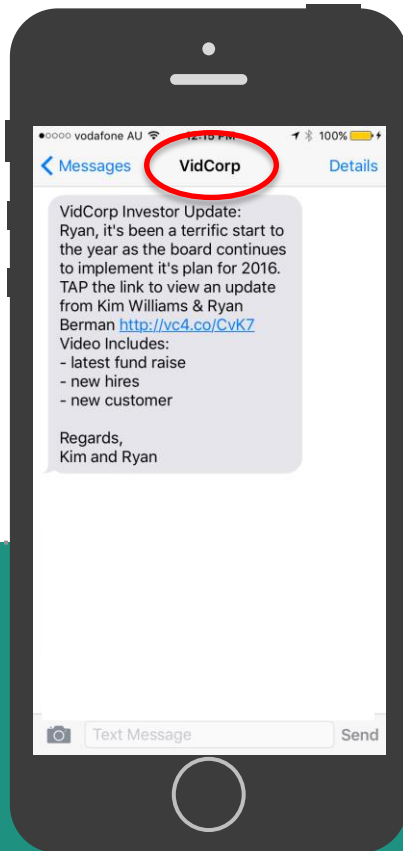 vodafone AU 12:15 PM 100%
Messages VidCorp Details
VidCorp Investor Update:
Ryan, it's been a terrific start to
the year as the board continues
to implement it's plan for 2016.
TAP the link to view an update
from Kim Williams & Ryan
Berman http://vc4.co/CvK7
Video Includes:
- latest fund raise
- new hires
- new customer
Regards,
Kim and Ryan
Text Message Send